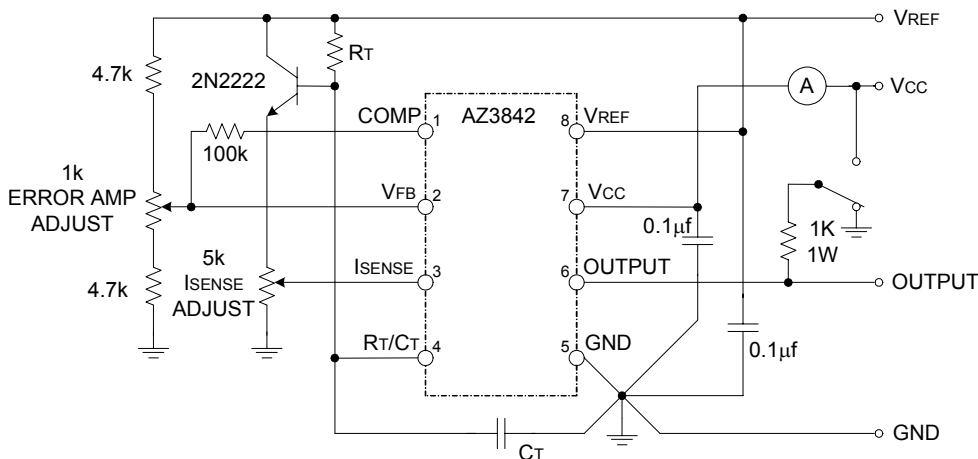 VREF
RT
4.7k
2N2222
A
VCC
COMP
1
AZ3842
8
VREF
100k
1k
ERROR AMP
ADJUST
VFB
2
7
VCC
0.1μf
1K
1W
5k
ISENSE
ADJUST
ISENSE
3
6
OUTPUT
OUTPUT
4.7k
RT/CT
4
5
GND
0.1μf
CT
GND